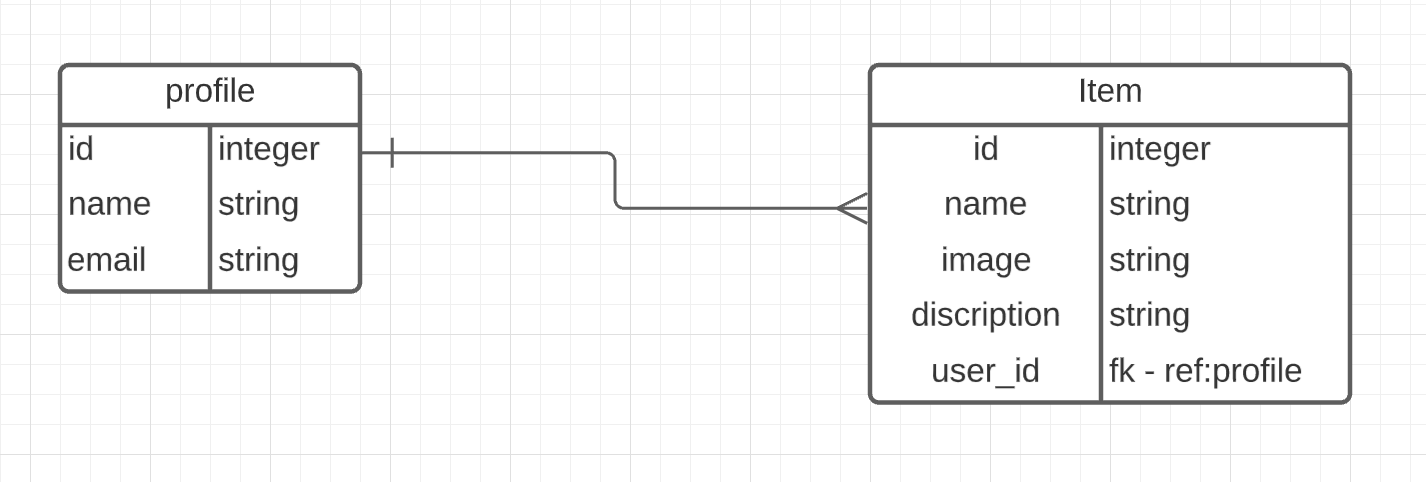 profile
id integer
name string
email string
Item
id integer
name string
image string
discription string
user_id fk - ref:profile